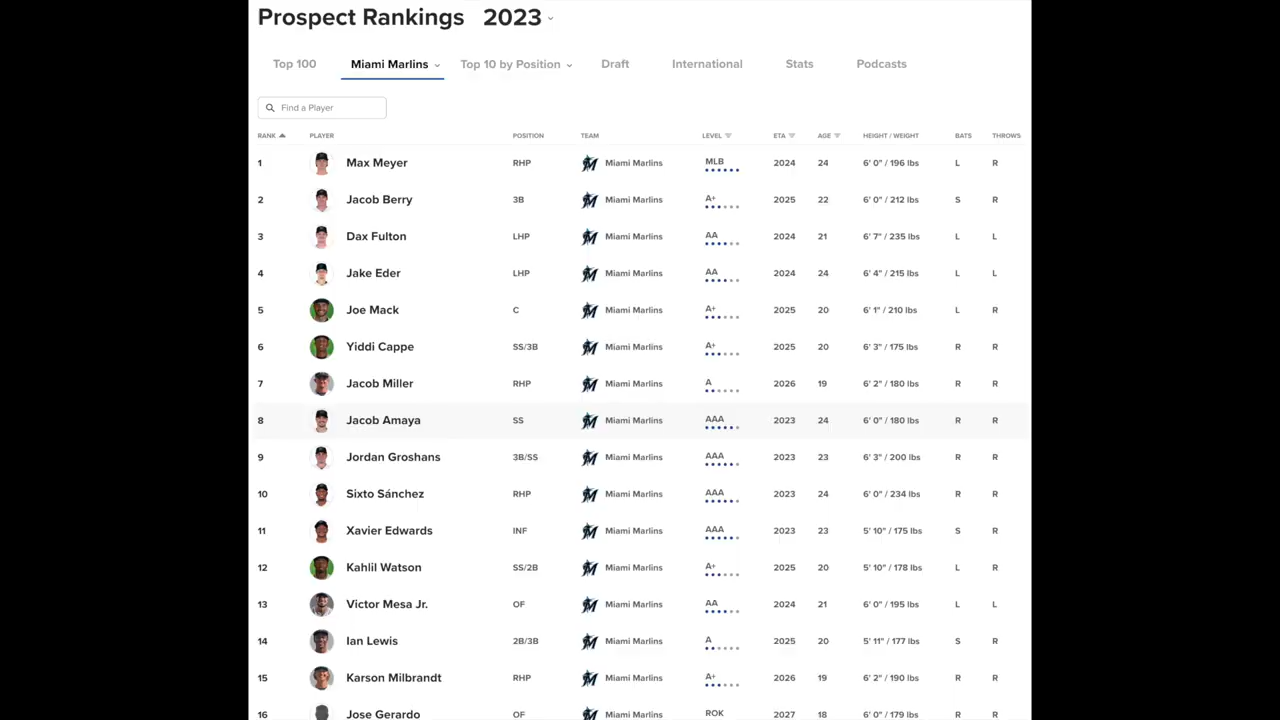 Prospect Rankings 2023
Top 100 Miami Marlins Top 10 by Position Draft International Stats Podcasts
Find a Player
RANK PLAYER POSITION TEAM LEVEL ETA AGE HEIGHT / WEIGHT BATS THROWS
1 Max Meyer RHP Miami Marlins MLB 2024 24 6' 0" / 196 lbs L R
2 Jacob Berry 3B Miami Marlins A+ 2025 22 6' 0" / 212 lbs S R
3 Dax Fulton LHP Miami Marlins AA 2024 21 6' 7" / 235 lbs L L
4 Jake Eder LHP Miami Marlins AA 2024 24 6' 4" / 215 lbs L L
5 Joe Mack C Miami Marlins A+ 2025 20 6' 1" / 210 lbs L R
6 Yiddi Cappe SS/3B Miami Marlins A+ 2025 20 6' 3" / 175 lbs R R
7 Jacob Miller RHP Miami Marlins A 2026 19 6' 2" / 180 lbs R R
8 Jacob Amaya SS Miami Marlins AAA 2023 24 6' 0" / 180 lbs R R
9 Jordan Groshans 3B/SS Miami Marlins AAA 2023 23 6' 3" / 200 lbs R R
10 Sixto Sánchez RHP Miami Marlins AAA 2023 24 6' 0" / 234 lbs R R
11 Xavier Edwards INF Miami Marlins AAA 2023 23 5' 10" / 175 lbs S R
12 Kahlil Watson SS/2B Miami Marlins A+ 2025 20 5' 10" / 178 lbs L R
13 Victor Mesa Jr. OF Miami Marlins AA 2024 21 6' 0" / 195 lbs L L
14 Ian Lewis 2B/3B Miami Marlins A 2025 20 5' 11" / 177 lbs S R
15 Karson Milbrandt RHP Miami Marlins A+ 2026 19 6' 2" / 190 lbs R R
16 Jose Gerardo OF Miami Marlins ROK 2027 18 6' 0" / 179 lbs R R